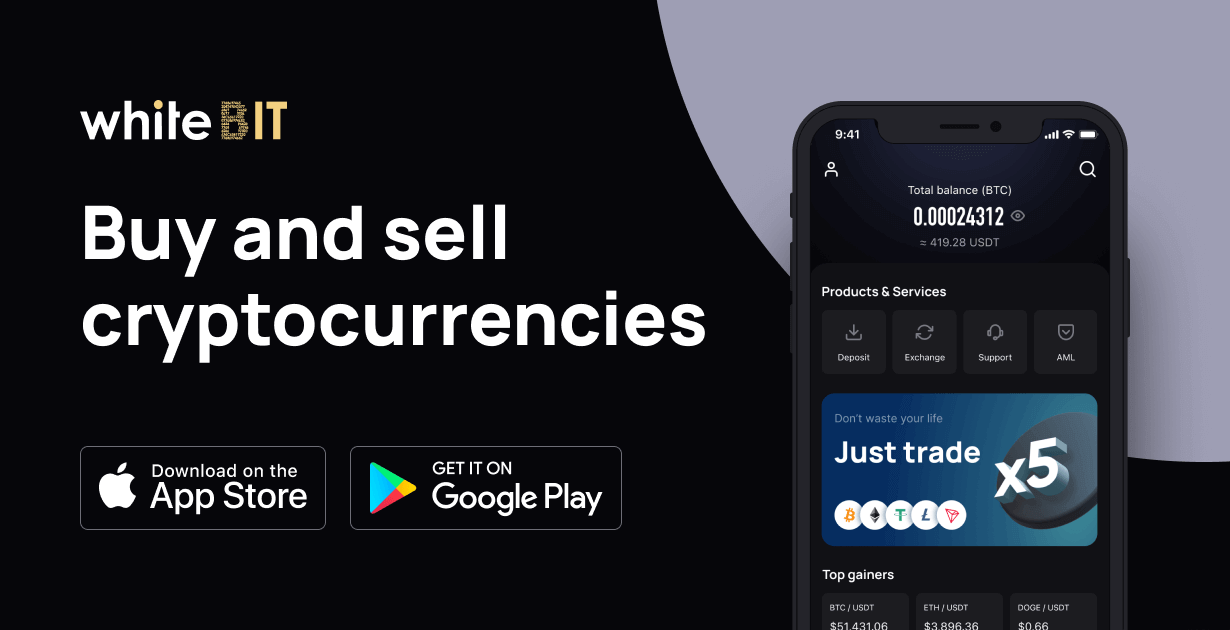 whiteBIT
Buy and sell
cryptocurrencies
Download on the
App Store
GET IT ON
Google Play
9:41
Total balance (BTC)
0.00024312
≈ 419.28 USDT
Products & Services
Deposit
Exchange
Support
AML
Don't waste your life
Just trade
x5
Top gainers
BTC / USDT
ETH / USDT
DOGE / USDT
$51,431.06
$3,896.36
$0.66